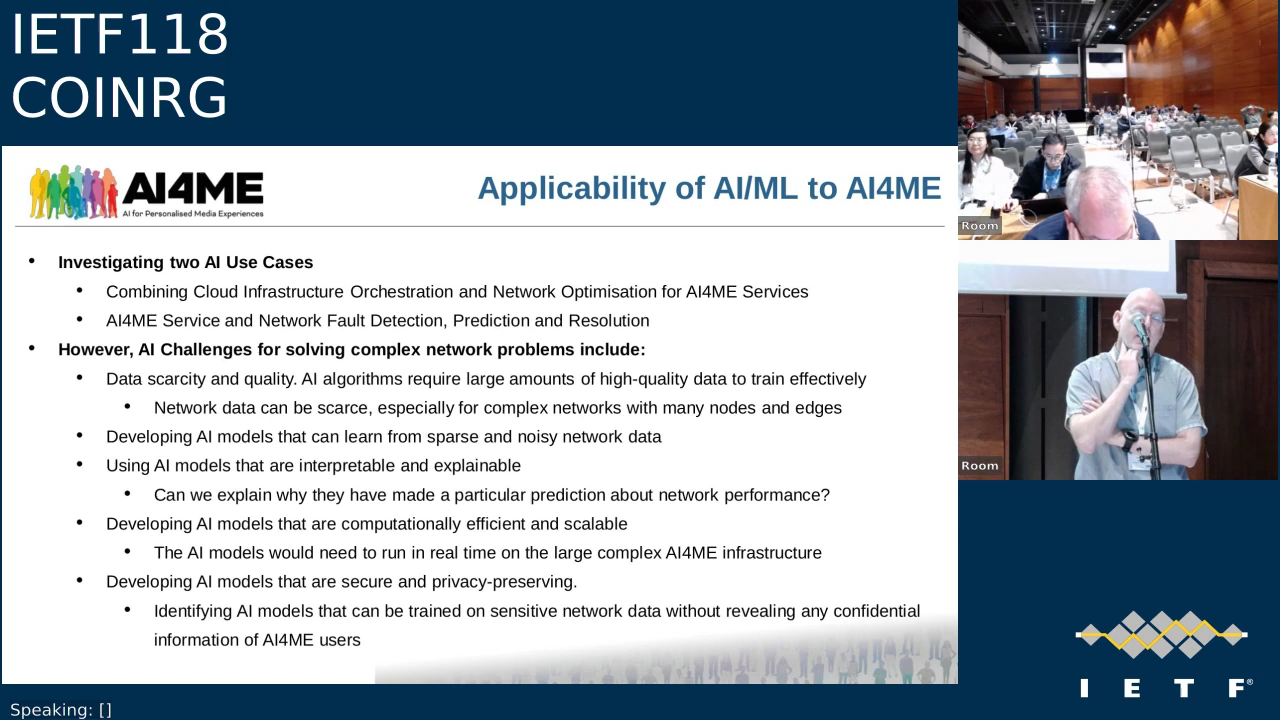 IETF118
COINRG
AI4ME
AI for Personalised Media Experiences
Applicability of AI/ML to AI4ME
• Investigating two AI Use Cases
• Combining Cloud Infrastructure Orchestration and Network Optimisation for AI4ME Services
• AI4ME Service and Network Fault Detection, Prediction and Resolution
• However, AI Challenges for solving complex network problems include:
• Data scarcity and quality. AI algorithms require large amounts of high-quality data to train effectively
• Network data can be scarce, especially for complex networks with many nodes and edges
• Developing AI models that can learn from sparse and noisy network data
• Using AI models that are interpretable and explainable
• Can we explain why they have made a particular prediction about network performance?
• Developing AI models that are computationally efficient and scalable
• The AI models would need to run in real time on the large complex AI4ME infrastructure
• Developing AI models that are secure and privacy-preserving.
• Identifying AI models that can be trained on sensitive network data without revealing any confidential
information of AI4ME users
Room
Room
I E T F®
Speaking: []